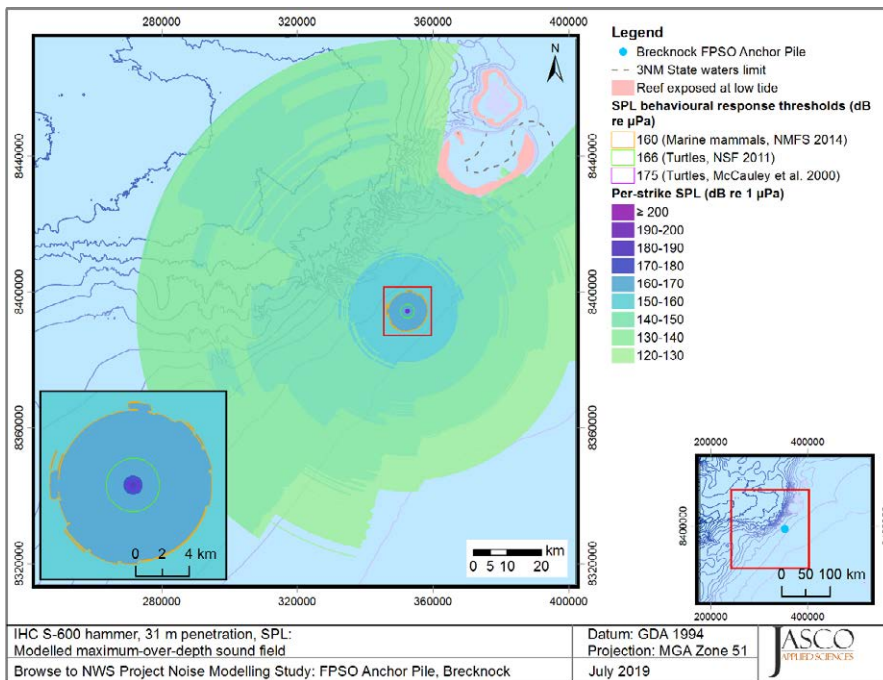 280000
320000
360000
400000
8440000
8400000
8360000
8320000
N
0 2 4 km
km
0 5 10 20
280000
320000
360000
400000
8440000
8400000
8360000
8320000
Legend
Brecknock FPSO Anchor Pile
3NM State waters limit
Reef exposed at low tide
SPL behavioural response thresholds (dB
re µPa)
160 (Marine mammals, NMFS 2014)
166 (Turtles, NSF 2011)
175 (Turtles, McCauley et al. 2000)
Per-strike SPL (dB re 1 µPa)
≥ 200
190-200
180-190
170-180
160-170
150-160
140-150
130-140
120-130
200000
400000
8400000
0 50 100 km
200000
400000
IHC S-600 hammer, 31 m penetration, SPL:
Modelled maximum-over-depth sound field
Browse to NWS Project Noise Modelling Study: FPSO Anchor Pile, Brecknock
Datum: GDA 1994
Projection: MGA Zone 51
July 2019
JASCO
APPLIED SCIENCES